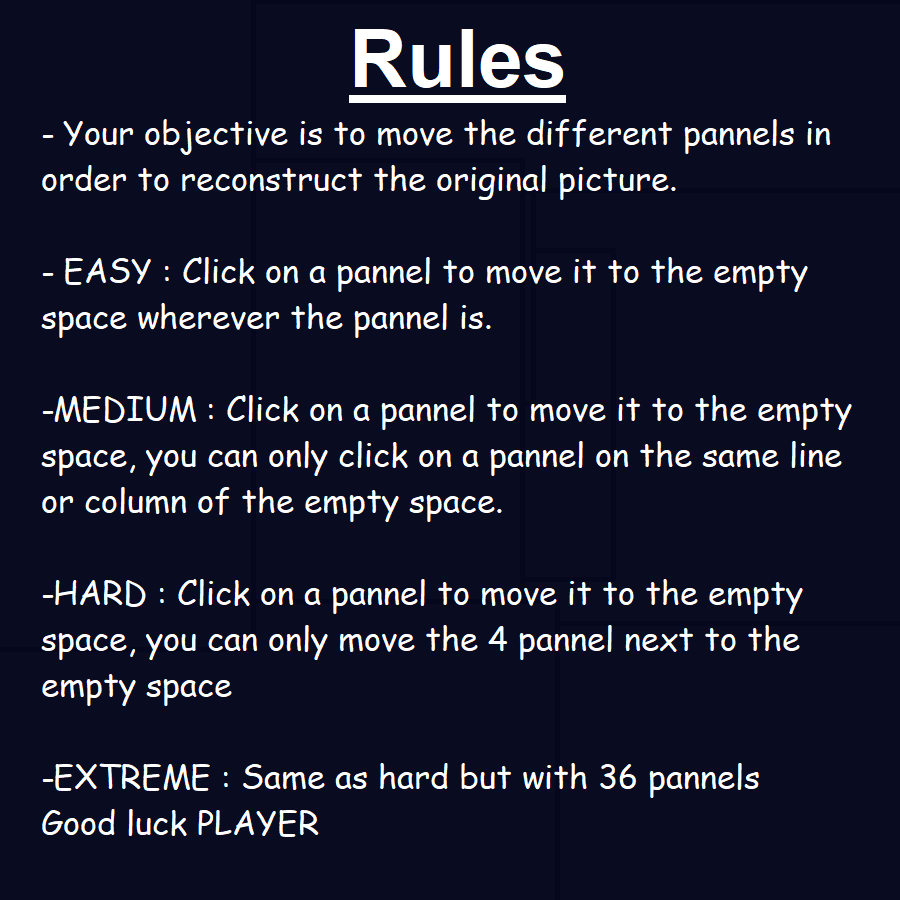 Rules
- Your objective is to move the different pannels in
order to reconstruct the original picture.
- EASY : Click on a pannel to move it to the empty
space wherever the pannel is.
-MEDIUM : Click on a pannel to move it to the empty
space, you can only click on a pannel on the same line
or column of the empty space.
-HARD : Click on a pannel to move it to the empty
space, you can only move the 4 pannel next to the
empty space
-EXTREME : Same as hard but with 36 pannels
Good luck PLAYER